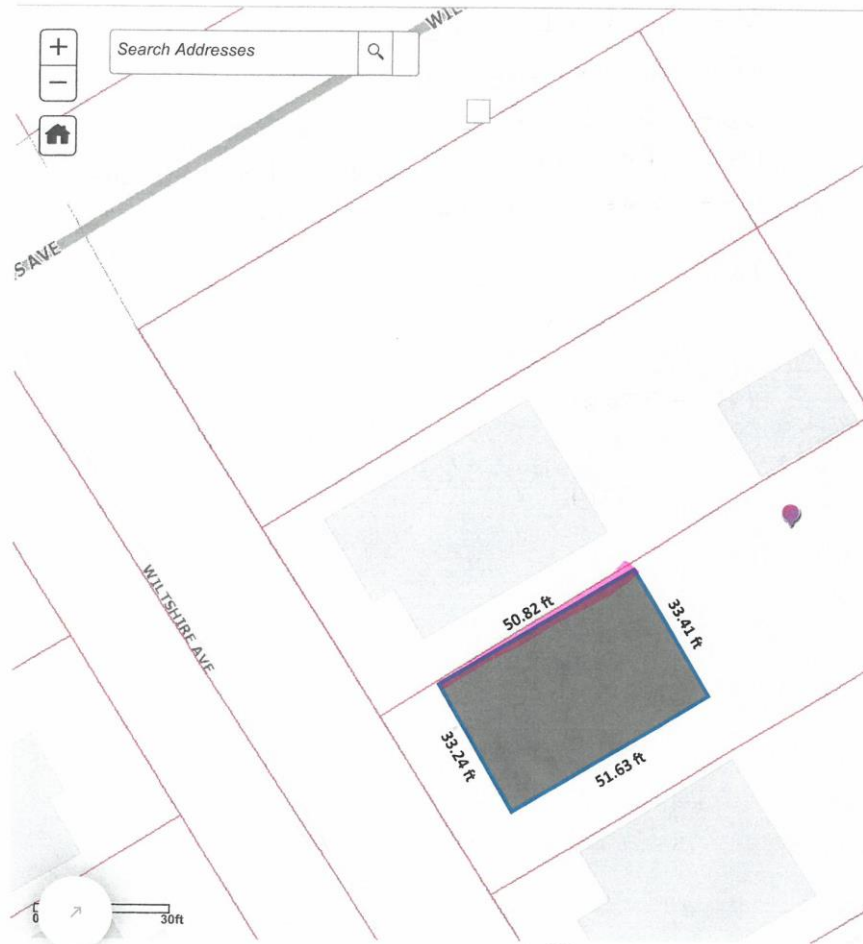 +
Search Addresses
−
WIL
S AVE
WILTSHIRE AVE
50.82 ft
33.41 ft
33.24 ft
51.63 ft
0
30ft